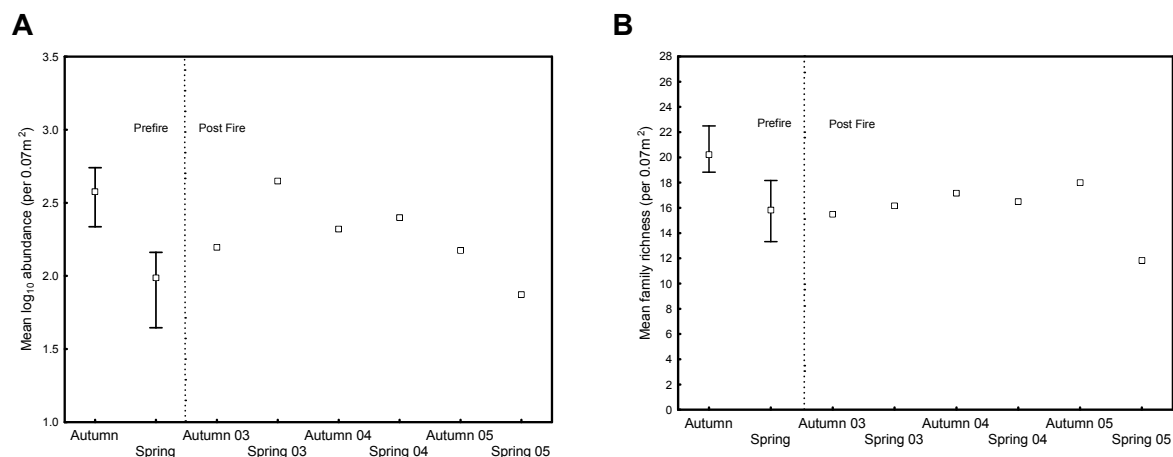 A
Mean log₁₀ abundance (per 0.07m²)
3.5
3.0
2.5
2.0
1.5
1.0
Prefire
Post Fire
Autumn
Spring
Autumn 03
Spring 03
Autumn 04
Spring 04
Autumn 05
Spring 05
B
Mean family richness (per 0.07m²)
28
26
24
22
20
18
16
14
12
10
8
6
4
2
0
Prefire
Post Fire
Autumn
Spring
Autumn 03
Spring 03
Autumn 04
Spring 04
Autumn 05
Spring 05